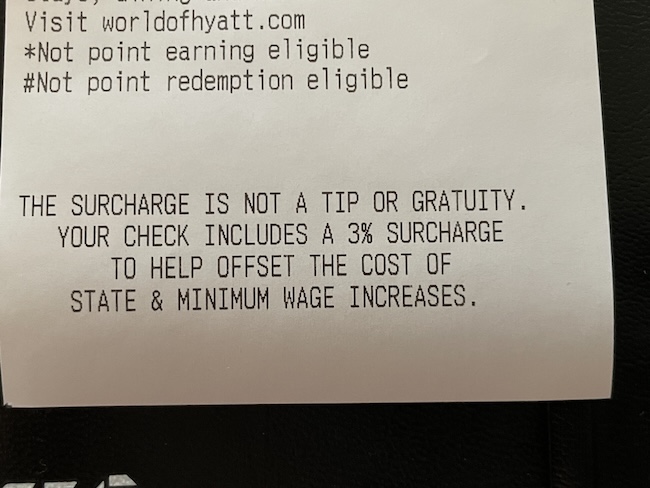 Visit worldofhyatt.com
*Not point earning eligible
#Not point redemption eligible
THE SURCHARGE IS NOT A TIP OR GRATUITY.
YOUR CHECK INCLUDES A 3% SURCHARGE
TO HELP OFFSET THE COST OF
STATE & MINIMUM WAGE INCREASES.